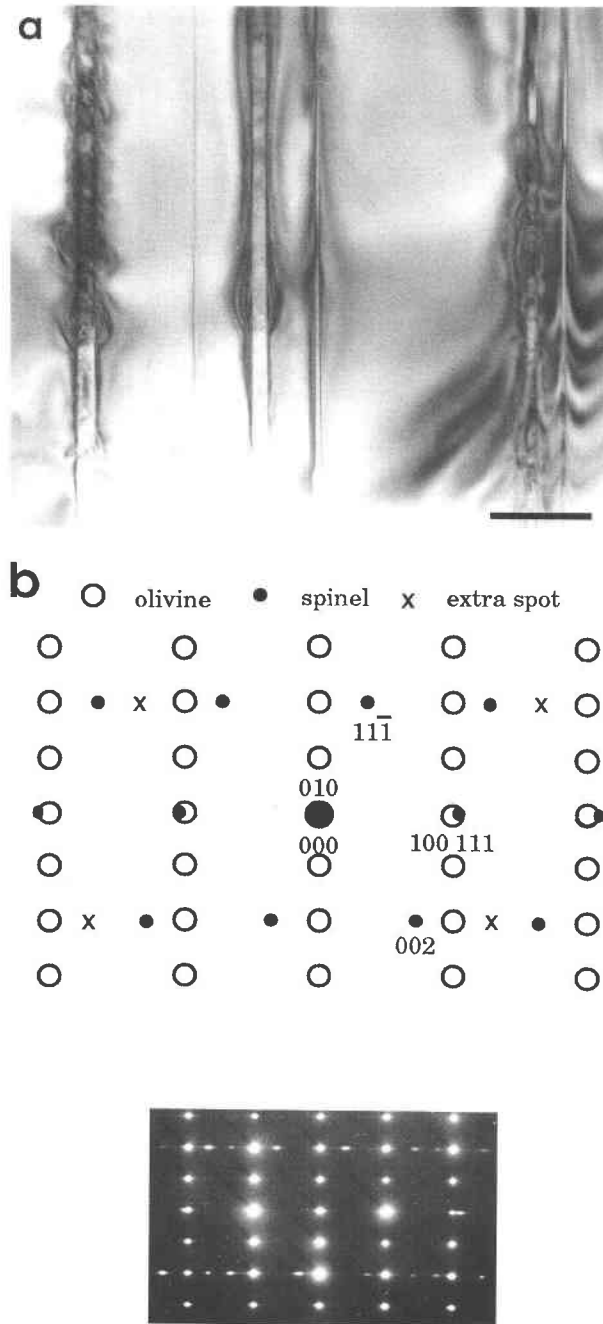 a
b
olivine spinel x extra spot
x x
111̅
010
000 100 111
x x
002